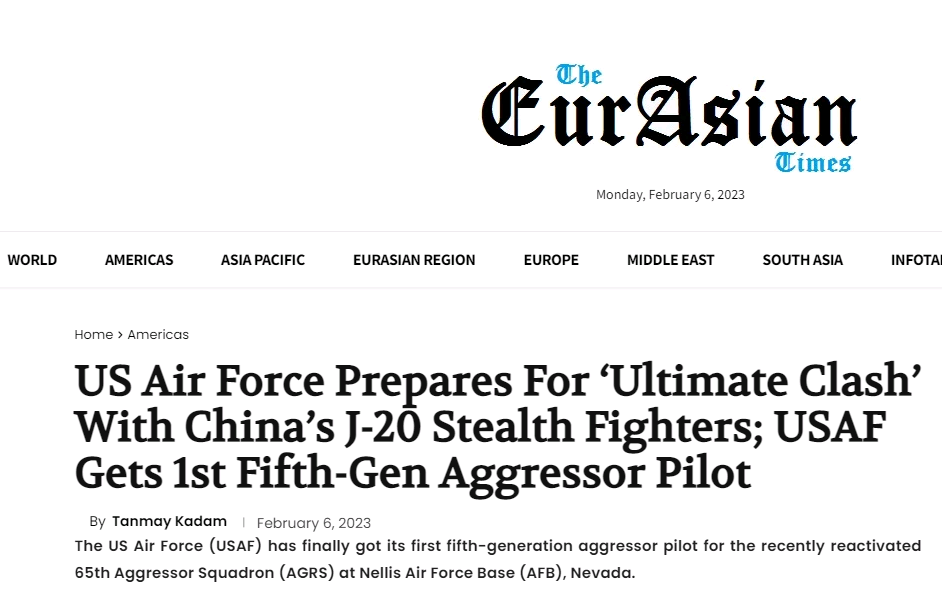 The
EurAsian
Times
Monday, February 6, 2023
WORLD AMERICAS ASIA PACIFIC EURASIAN REGION EUROPE MIDDLE EAST SOUTH ASIA
Home > Americas
US Air Force Prepares For ‘Ultimate Clash’
With China’s J-20 Stealth Fighters; USAF
Gets 1st Fifth-Gen Aggressor Pilot
By Tanmay Kadam | February 6, 2023
The US Air Force (USAF) has finally got its first fifth-generation aggressor pilot for the recently reactivated
65th Aggressor Squadron (AGRS) at Nellis Air Force Base (AFB), Nevada.